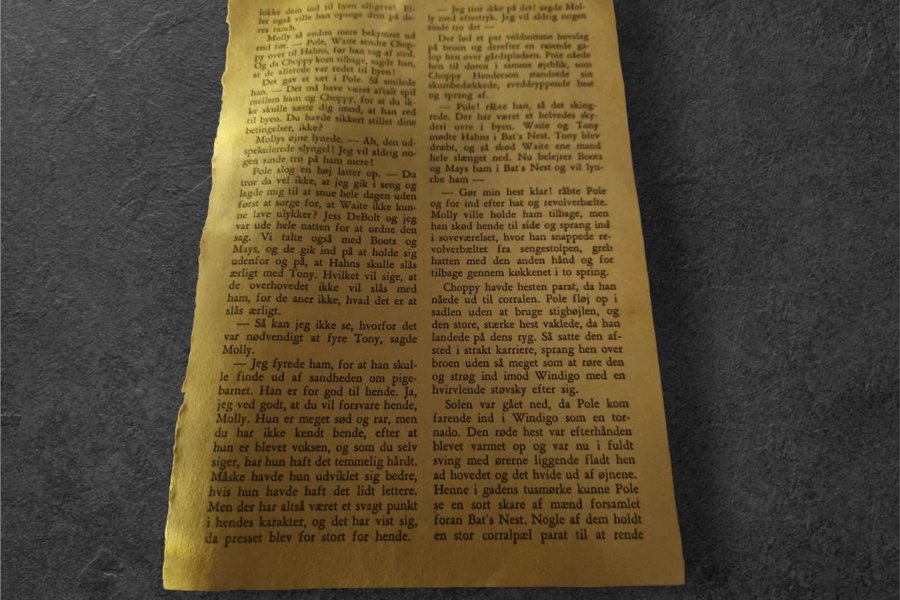 lokke dem ind til byen alligevel. El-
ler også ville han opsøge dem på de-
res ranch.
Molly så endnu mere bekymret ud
end før. — Pole, Waite sendte Chop-
py over til Hahns, før han tog af sted.
Og da Choppy kom tilbage, sagde han,
at de allerede var redet til byen!
Det gav et sæt i Pole. Så smilede
han. — Det må have været aftalt spil
mellem ham og Choppy, for at du ik-
ke skulle sætte dig imod, at han red
til byen. Du havde sikkert stillet dine
betingelser, ikke?
Mollys øjne lynede. — Åh, den ud-
spekulerede slyngel! Jeg vil aldrig no-
gen sinde tro på ham mere!
Pole slog en høj latter op. — Du
tror da vel ikke, at jeg gik i seng og
lagde mig til at snue hele dagen uden
først at sørge for, at Waite ikke kun-
ne lave ulykker? Jess DeBolt og jeg
var ude hele natten for at ordne den
sag. Vi talte også med Boots og
Mays, og de gik ind på at holde sig
udenfor og på, at Hahns skulle slås
ærligt med Tony. Hvilket vil sige, at
de overhovedet ikke vil slås med
ham, for de aner ikke, hvad det er at
slås ærligt.
— Så kan jeg ikke se, hvorfor det
var nødvendigt at fyre Tony, sagde
Molly.
— Jeg fyrede ham, for at han skul-
le finde ud af sandheden om pige-
barnet. Han er for god til hende. Ja,
jeg ved godt, at du vil forsvare hende,
Molly. Hun er meget sød og rar, men
du har ikke kendt hende, efter at
hun er blevet voksen, og som du selv
siger, har hun haft det temmelig hårdt.
Måske havde hun udviklet sig bedre,
hvis hun havde haft det lidt lettere.
Men der har altså været et svagt punkt
i hendes karakter, og det har vist sig,
da presset blev for stort for hende.
— Jeg tror ikke på det! sagde Mol-
ly med eftertryk. Jeg vil aldrig nogen
sinde tro det —
Der lød et par voldsomme hovslag
på broen og derefter en rasende ga-
lop hen over gårdspladsen. Pole nåede
hen til døren i samme øjeblik, som
Choppy Henderson standsede sin
skumbedækkede, sveddryppende hest
og sprang af.
— Pole! råbte han, så det sking-
rede. Der har været et helvedes sky-
deri ovre i byen. Waite og Tony
mødte Hahns i Bat's Nest. Tony blev
dræbt, og så skød Waite ene mand
hele slænget ned. Nu belejrer Boots
og Mays ham i Bat's Nest og vil lyn-
che ham —
— Gør min hest klar! råbte Pole
og for ind efter hat og revolverbælte.
Molly ville holde ham tilbage, men
han skød hende til side og sprang ind
i soveværelset, hvor han snappede re-
volverbæltet fra sengestolpen, greb
hatten med den anden hånd og for
tilbage gennem køkkenet i to spring.
Choppy havde hesten parat, da han
nåede ud til corralen. Pole fløj op i
sadlen uden at bruge stigbøjlen, og
den store, stærke hest vaklede, da han
landede på dens ryg. Så satte den af-
sted i strakt karriere, sprang hen over
broen uden så meget som at røre den
og strøg ind imod Windigo med en
hvirvlende støvsky efter sig.
Solen var gået ned, da Pole kom
farende ind i Windigo som en tor-
nado. Den røde hest var efterhånden
blevet varmet op og var nu i fuldt
sving med ørerne liggende fladt hen
ad hovedet og det hvide ud af øjnene.
Henne i gadens tusmørke kunne Pole
se en sort skare af mænd forsamlet
foran Bat's Nest. Nogle af dem holdt
en stor corralpæl parat til at rende